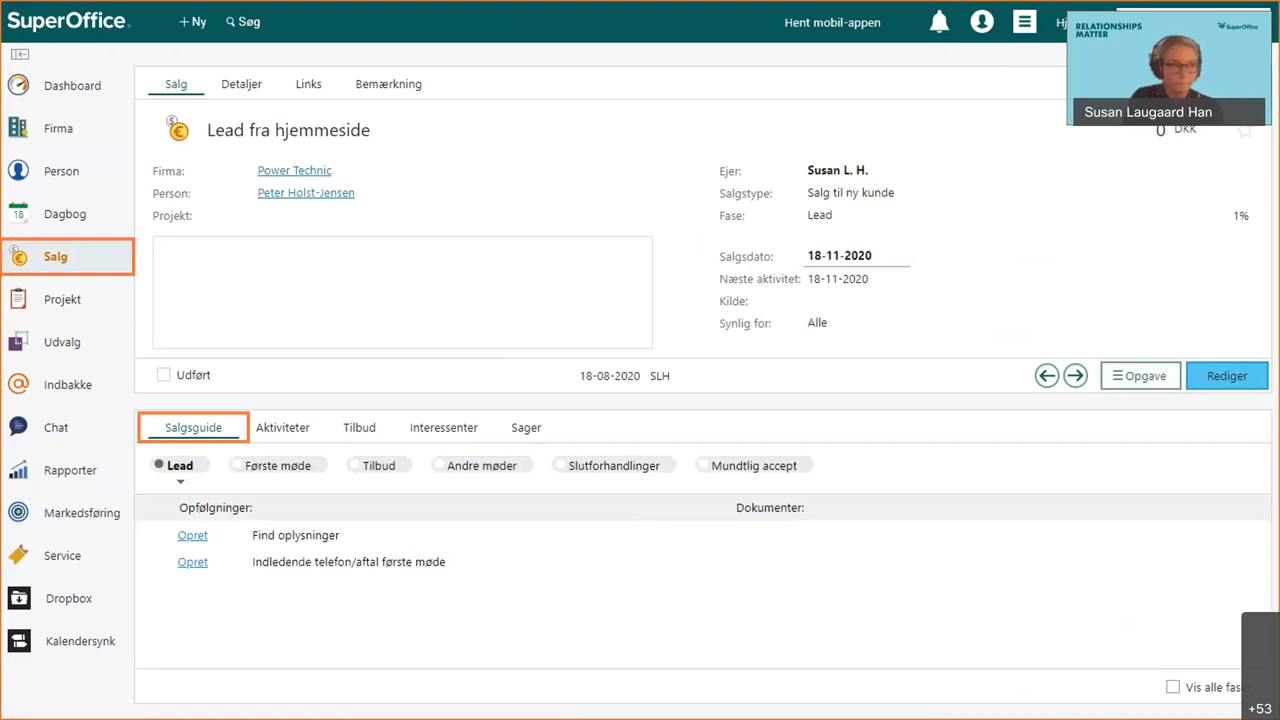 SuperOffice.
+ Ny
Søg
Hent mobil-appen
Hj
RELATIONSHIPS
MATTER
SuperOffice
Susan Laugaard Han
Dashboard
Firma
Person
18
Dagbog
Salg
Projekt
Udvalg
Indbakke
Chat
Rapporter
Markedsføring
Service
Dropbox
Kalendersynk
Salg
Detaljer
Links
Bemærkning
Lead fra hjemmeside
0 DKK
Firma:
Power Technic
Person:
Peter Holst-Jensen
Projekt:
Ejer:
Susan L. H.
Salgstype:
Salg til ny kunde
Fase:
Lead
1%
Salgsdato:
18-11-2020
Næste aktivitet:
18-11-2020
Kilde:
Synlig for:
Alle
Udført
18-08-2020 SLH
Opgave
Rediger
Salgsguide
Aktiviteter
Tilbud
Interessenter
Sager
Lead
Første møde
Tilbud
Andre møder
Slutforhandlinger
Mundtlig accept
Opfølgninger:
Dokumenter:
Opret
Find oplysninger
Opret
Indledende telefon/aftal første møde
Vis alle fas
+53